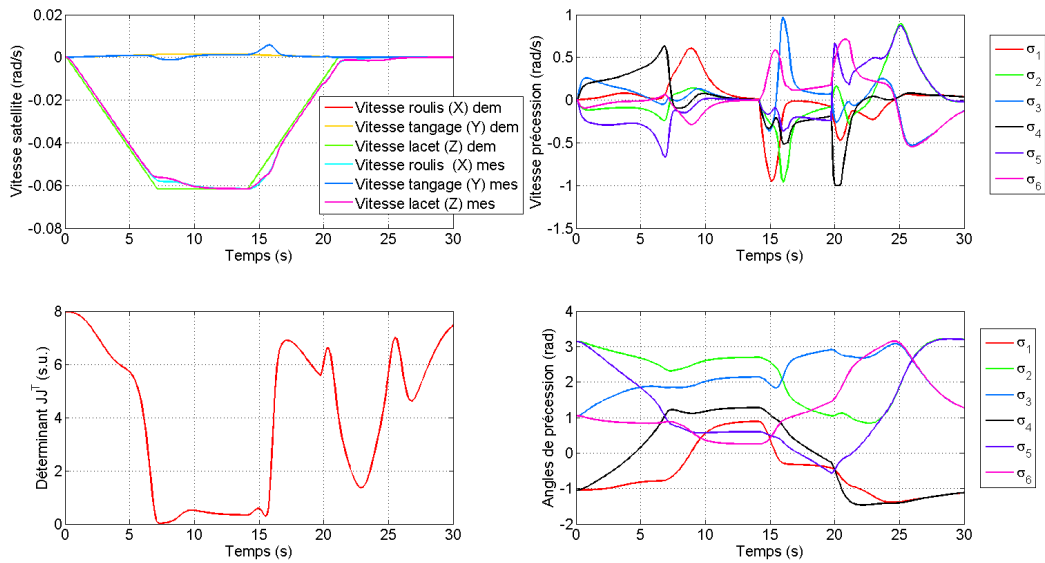 Vitesse satellite (rad/s)
0.02
0
-0.02
-0.04
-0.06
-0.08
0 5 10 15 20 25 30
Temps (s)
Vitesse roulis (X) dem
Vitesse tangage (Y) dem
Vitesse lacet (Z) dem
Vitesse roulis (X) mes
Vitesse tangage (Y) mes
Vitesse lacet (Z) mes
Vitesse précession (rad/s)
1
0.5
0
-0.5
-1
-1.5
0 5 10 15 20 25 30
Temps (s)
σ1
σ2
σ3
σ4
σ5
σ6
Déterminant JJT (s.u.)
8
6
4
2
0
0 5 10 15 20 25 30
Temps (s)
Angles de précession (rad)
4
3
2
1
0
-1
-2
0 5 10 15 20 25 30
Temps (s)
σ1
σ2
σ3
σ4
σ5
σ6